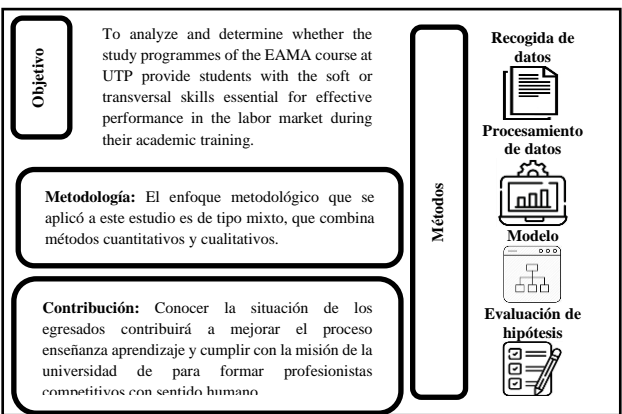 Objetivo
To analyze and determine whether the
study programmes of the EAMA course at
UTP provide students with the soft or
transversal skills essential for effective
performance in the labor market during
their academic training.
Metodología: El enfoque metodológico que se
aplicó a este estudio es de tipo mixto, que combina
métodos cuantitativos y cualitativos.
Contribución: Conocer la situación de los
egresados contribuirá a mejorar el proceso
enseñanza aprendizaje y cumplir con la misión de la
universidad de para formar profesionistas
competitivos con sentido humano
Métodos
Recogida de
datos
Procesamiento
de datos
Modelo
Evaluación de
hipótesis